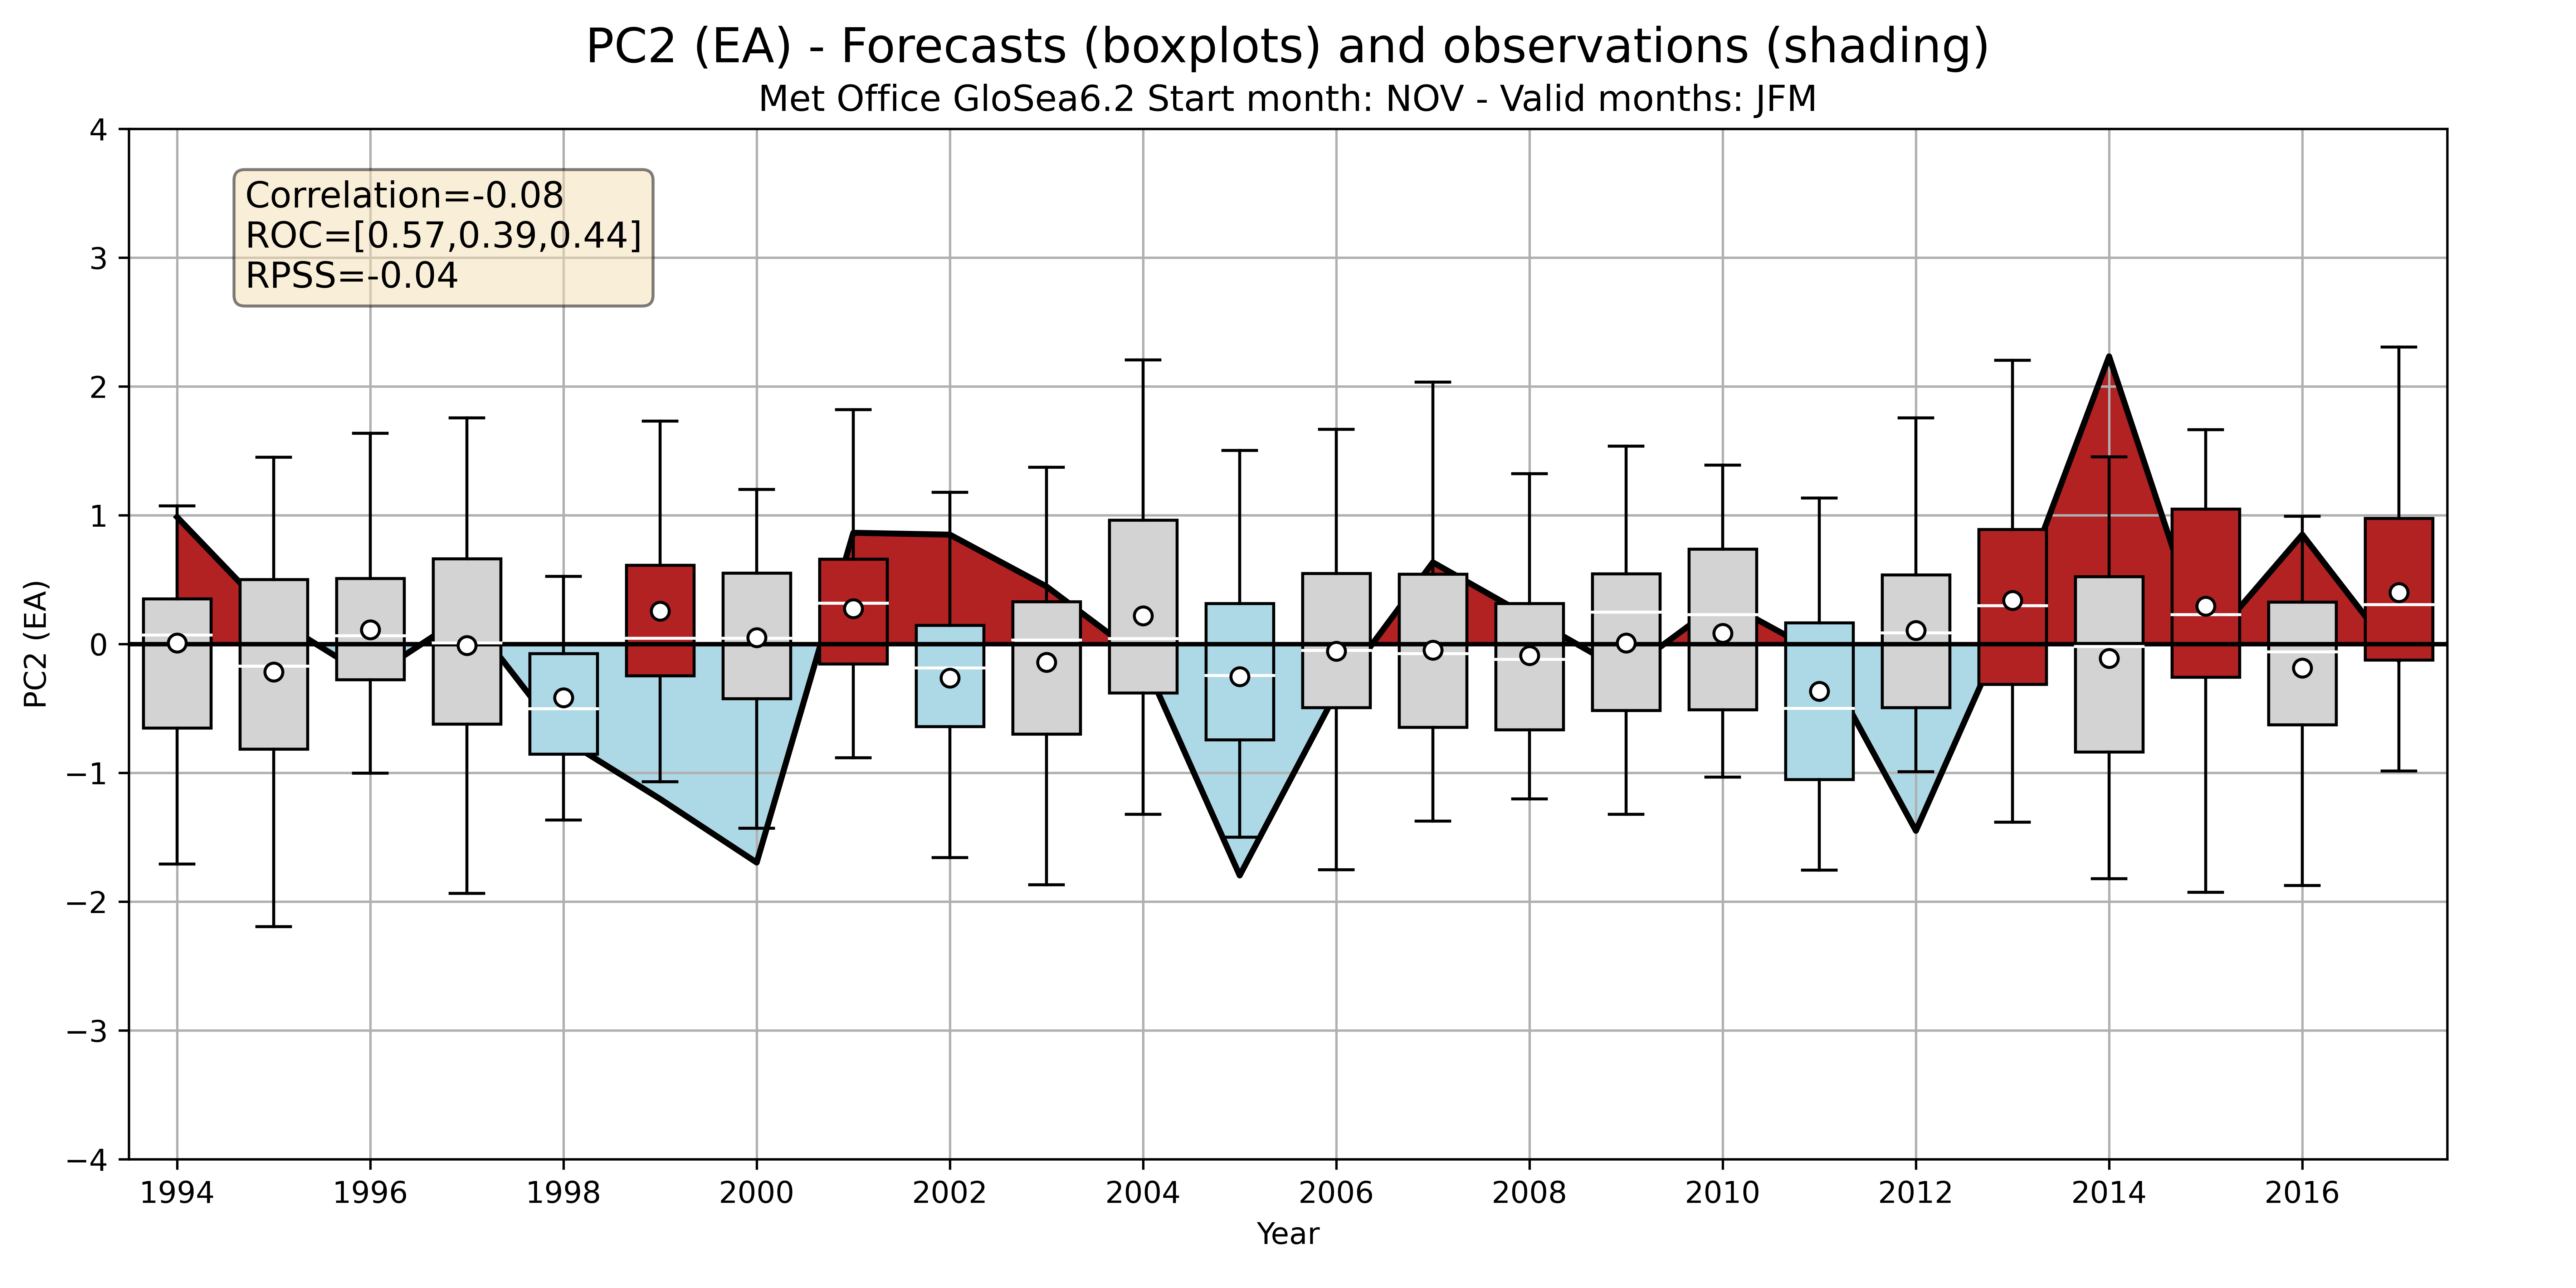 PC2 (EA) - Forecasts (boxplots) and observations (shading)
Met Office GloSea6.2 Start month: NOV - Valid months: JFM
Correlation=-0.08
ROC=[0.57,0.39,0.44]
RPSS=-0.04
PC2 (EA)
4
3
2
1
0
−1
−2
−3
−4
1994 1996 1998 2000 2002 2004 2006 2008 2010 2012 2014 2016
Year